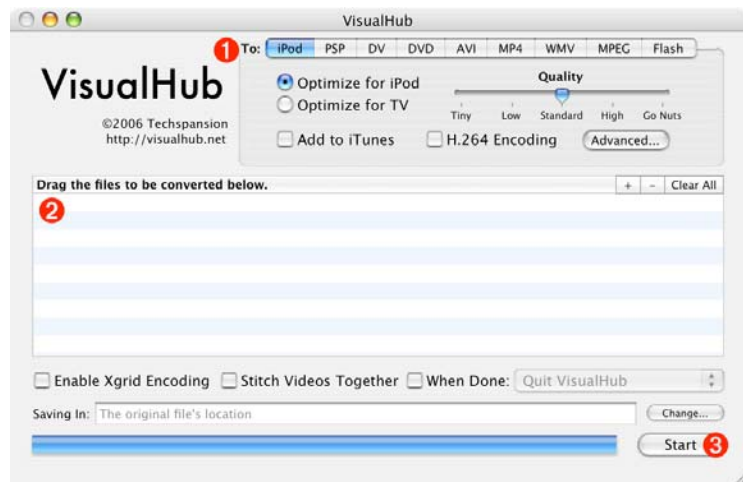 VisualHub
1 To: iPod PSP DV DVD AVI MP4 WMV MPEG Flash
VisualHub
©2006 Techspansion
http://visualhub.net
Optimize for iPod
Optimize for TV
Quality
Tiny Low Standard High Go Nuts
Add to iTunes H.264 Encoding Advanced...
Drag the files to be converted below. + - Clear All
2
Enable Xgrid Encoding Stitch Videos Together When Done: Quit VisualHub
Saving In: The original file's location Change...
Start 3